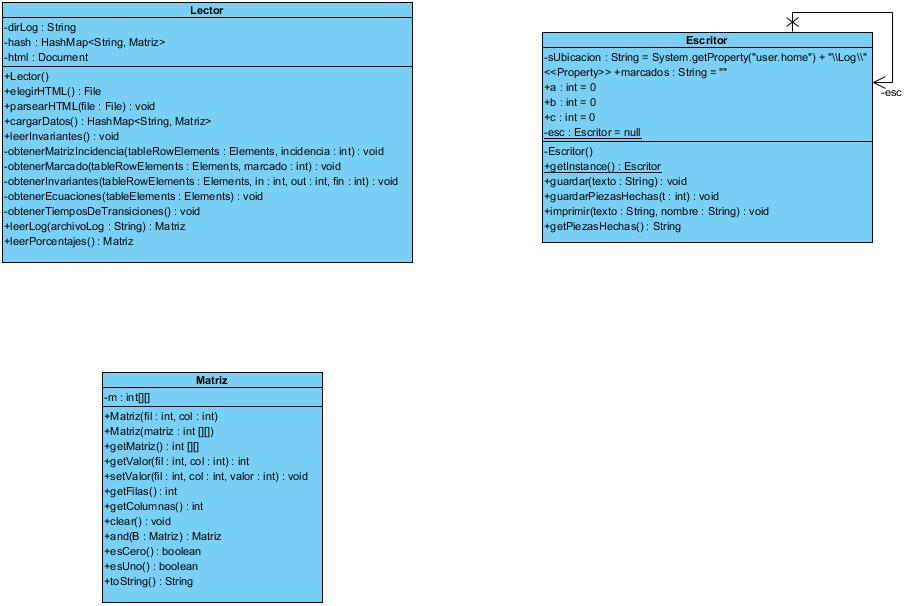 Lector
-dirLog : String
-hash : HashMap<String, Matriz>
-html : Document
+Lector()
+elegirHTML() : File
+parsearHTML(file : File) : void
+cargarDatos() : HashMap<String, Matriz>
+leerInvariantes() : void
-obtenerMatrizIncidencia(tableRowElements : Elements, incidencia : int) : void
-obtenerMarcado(tableRowElements : Elements, marcado : int) : void
-obtenerInvariantes(tableRowElements : Elements, in : int, out : int, fin : int) : void
-obtenerEcuaciones(tableElements : Elements) : void
-obtenerTiemposDeTransiciones() : void
+leerLog(archivoLog : String) : Matriz
+leerPorcentajes() : Matriz
Escritor
-sUbicacion : String = System.getProperty("user.home") + "\\Log\\"
<<Property>> +marcados : String = ""
+a : int = 0
+b : int = 0
+c : int = 0
-esc : Escritor = null
-Escritor()
+getInstance() : Escritor
+guardar(texto : String) : void
+guardarPiezasHechas(t : int) : void
+imprimir(texto : String, nombre : String) : void
+getPiezasHechas() : String
-esc
Matriz
-m : int[][]
+Matriz(fil : int, col : int)
+Matriz(matriz : int [][])
+getMatriz() : int [][]
+getValor(fil : int, col : int) : int
+setValor(fil : int, col : int, valor : int) : void
+getFilas() : int
+getColumnas() : int
+clear() : void
+and(B : Matriz) : Matriz
+esCero() : boolean
+esUno() : boolean
+toString() : String